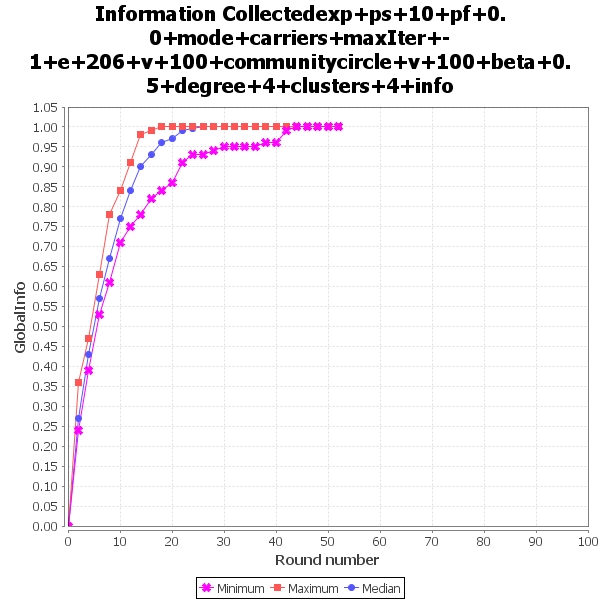 Information Collectedexp+ps+10+pf+0.
0+mode+carriers+maxIter+-
1+e+206+v+100+communitycircle+v+100+beta+0.
5+degree+4+clusters+4+info
GlobalInfo
1.05
1.00
0.95
0.90
0.85
0.80
0.75
0.70
0.65
0.60
0.55
0.50
0.45
0.40
0.35
0.30
0.25
0.20
0.15
0.10
0.05
0.00
0 10 20 30 40 50 60 70 80 90 100
Round number
Minimum Maximum Median